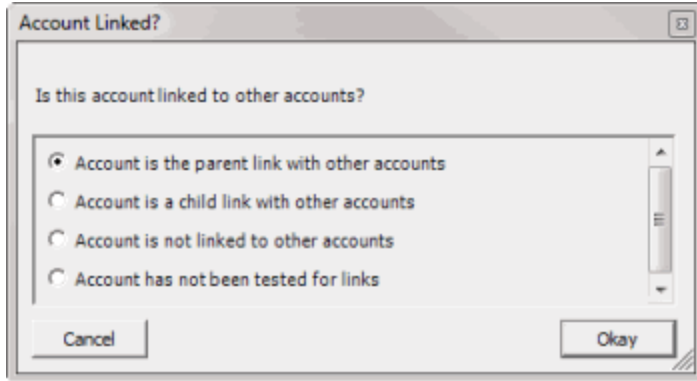 Account Linked?
Is this account linked to other accounts?
Account is the parent link with other accounts
Account is a child link with other accounts
Account is not linked to other accounts
Account has not been tested for links
Cancel
Okay